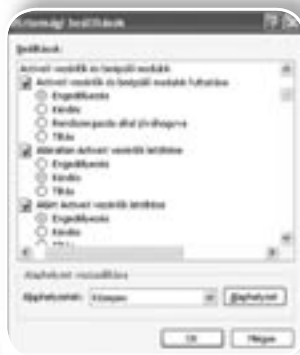 Biztonsági beállítások
Beállítások:
ActiveX vezérlők és beépülő modulok
ActiveX vezérlők és beépülő modulok futtatása
Engedélyezés
Kérdés
Rendszergazda által jóváhagyva
Tiltás
Aláíratlan ActiveX vezérlők letöltése
Engedélyezés
Kérdés
Tiltás
Aláírt ActiveX vezérlők letöltése
Engedélyezés
Kérdés
Tiltás
Alaphelyzet visszaállítása
Közepes
Alaphelyzet
OK
Mégse